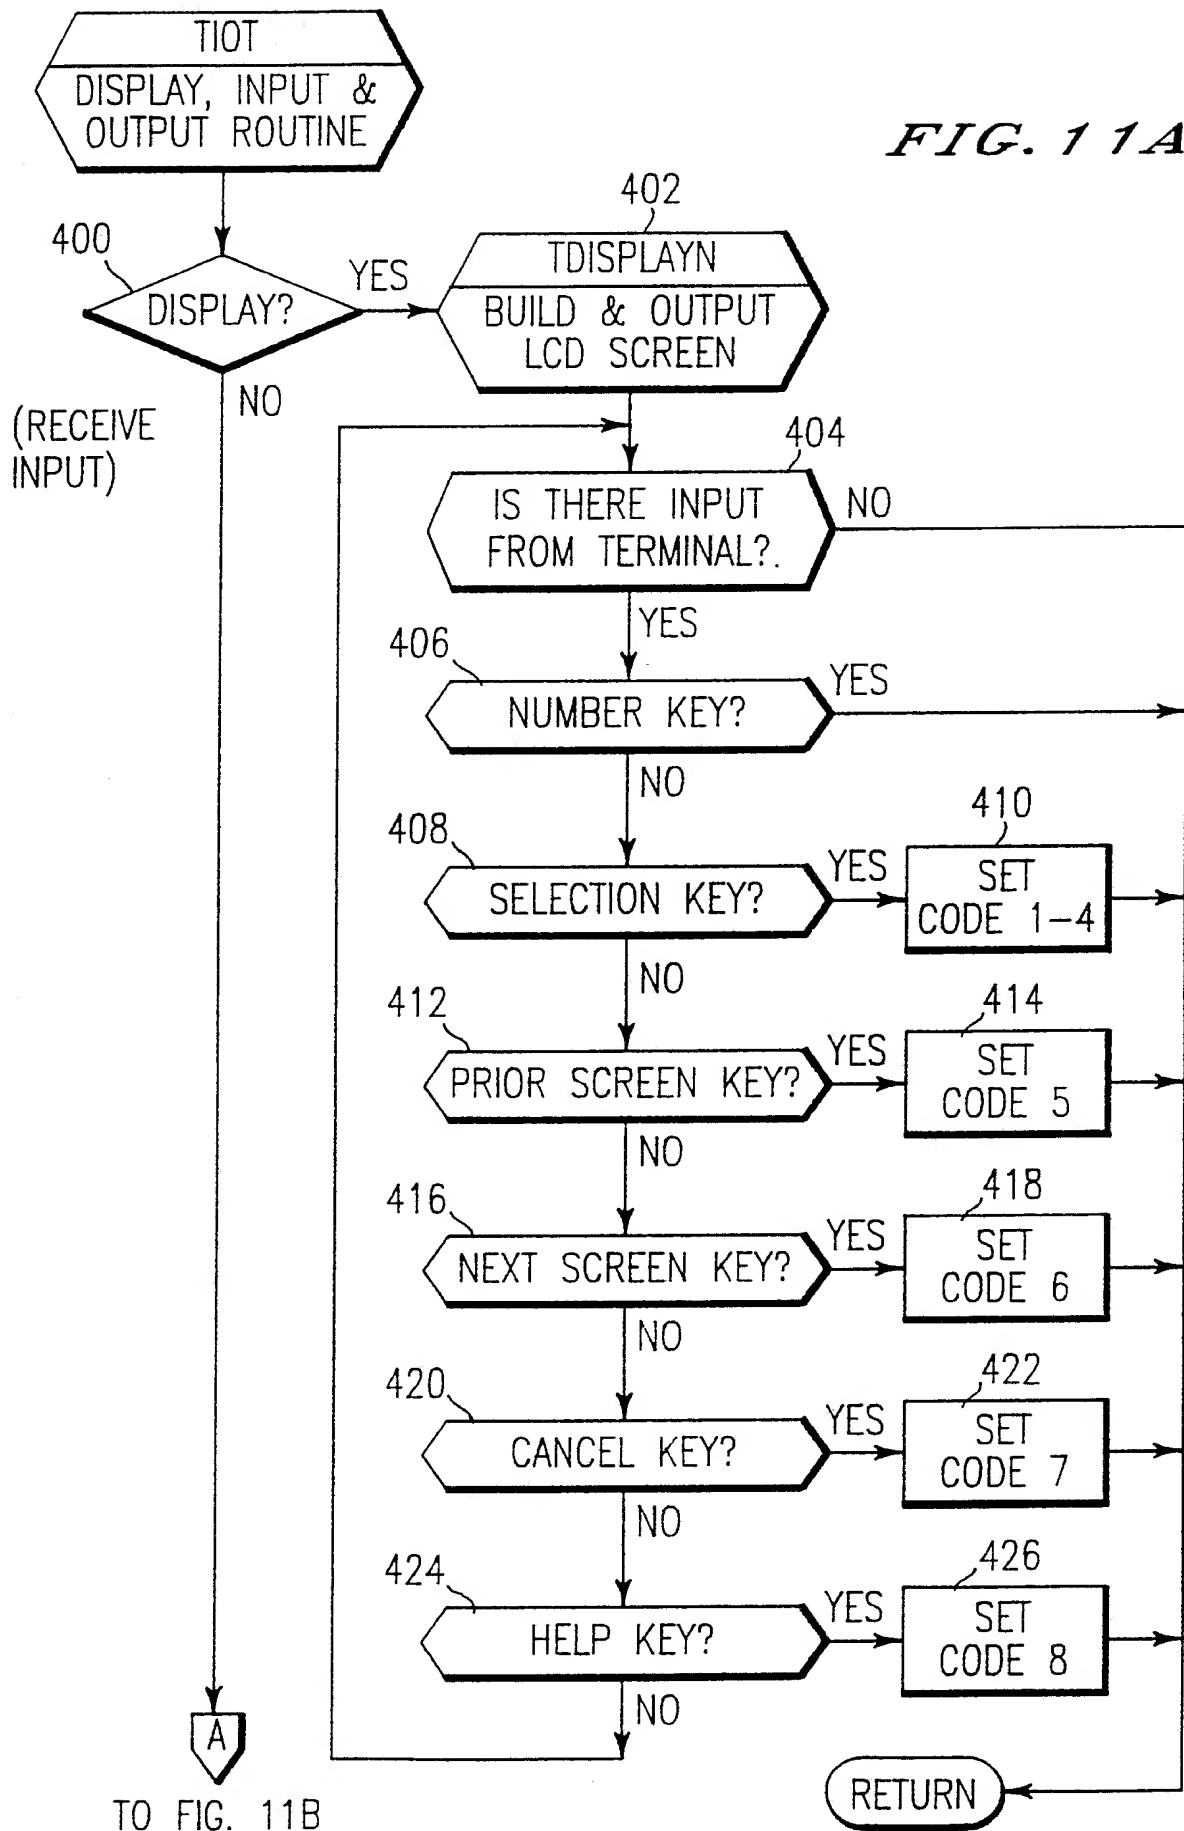 TIOT
DISPLAY, INPUT &
OUTPUT ROUTINE
FIG. 11A
400
DISPLAY?
YES
NO
(RECEIVE
INPUT)
402
TDISPLAYN
BUILD & OUTPUT
LCD SCREEN
404
IS THERE INPUT
FROM TERMINAL?.
NO
YES
406
NUMBER KEY?
YES
NO
408
SELECTION KEY?
YES
410
SET
CODE 1-4
NO
412
PRIOR SCREEN KEY?
YES
414
SET
CODE 5
NO
416
NEXT SCREEN KEY?
YES
418
SET
CODE 6
NO
420
CANCEL KEY?
YES
422
SET
CODE 7
NO
424
HELP KEY?
YES
426
SET
CODE 8
NO
A
TO FIG. 11B
RETURN